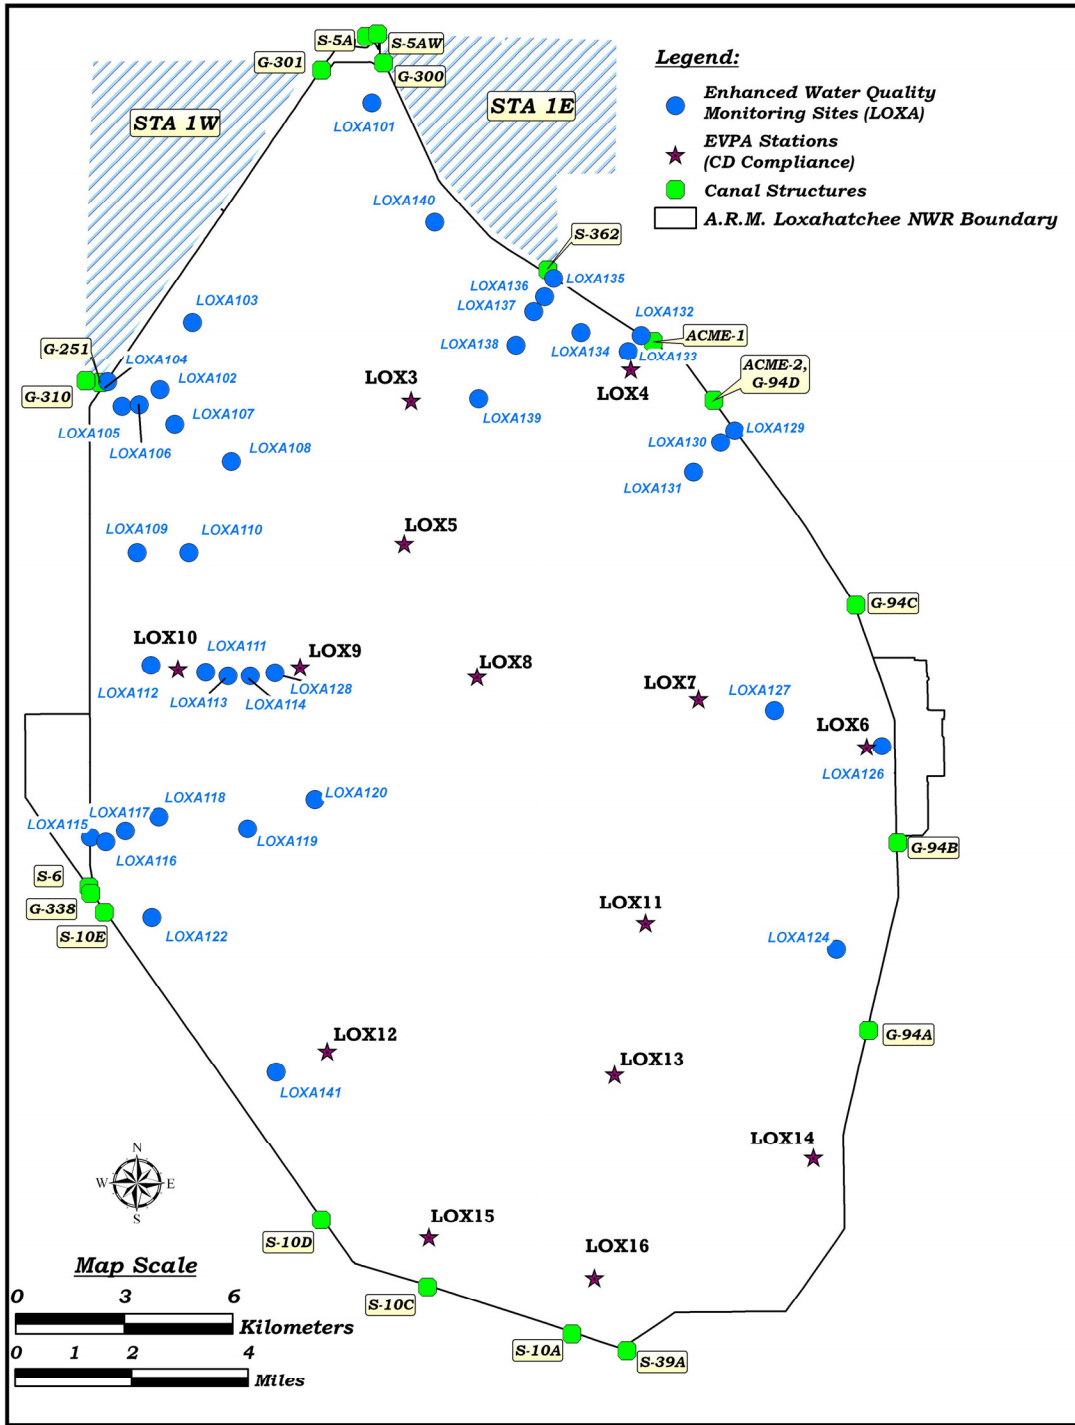 S-5A
S-5AW
G-301
G-300
Legend:
Enhanced Water Quality
Monitoring Sites (LOXA)
EVPA Stations
(CD Compliance)
Canal Structures
A.R.M. Loxahatchee NWR Boundary
STA 1W
STA 1E
LOXA101
LOXA140
S-362
LOXA135
LOXA136
LOXA137
LOXA103
LOXA132
ACME-1
G-251
LOXA104
LOXA138
LOXA134
LOXA133
ACME-2,
G-94D
LOXA102
G-310
LOX3
LOX4
LOXA105
LOXA107
LOXA139
LOXA129
LOXA130
LOXA106
LOXA108
LOXA131
LOXA109
LOXA110
LOX5
G-94C
LOX10
LOXA111
LOX9
LOX8
LOX7
LOXA127
LOXA112
LOXA113
LOXA114
LOXA128
LOX6
LOXA126
LOXA118
LOXA120
LOXA117
LOXA115
LOXA119
LOXA116
G-94B
S-6
G-338
S-10E
LOX11
LOXA122
LOXA124
LOX12
G-94A
LOX13
LOXA141
LOX14
N
W
E
S
LOX15
S-10D
LOX16
Map Scale
0 3 6
Kilometers
S-10C
0 1 2 4
Miles
S-10A
S-39A